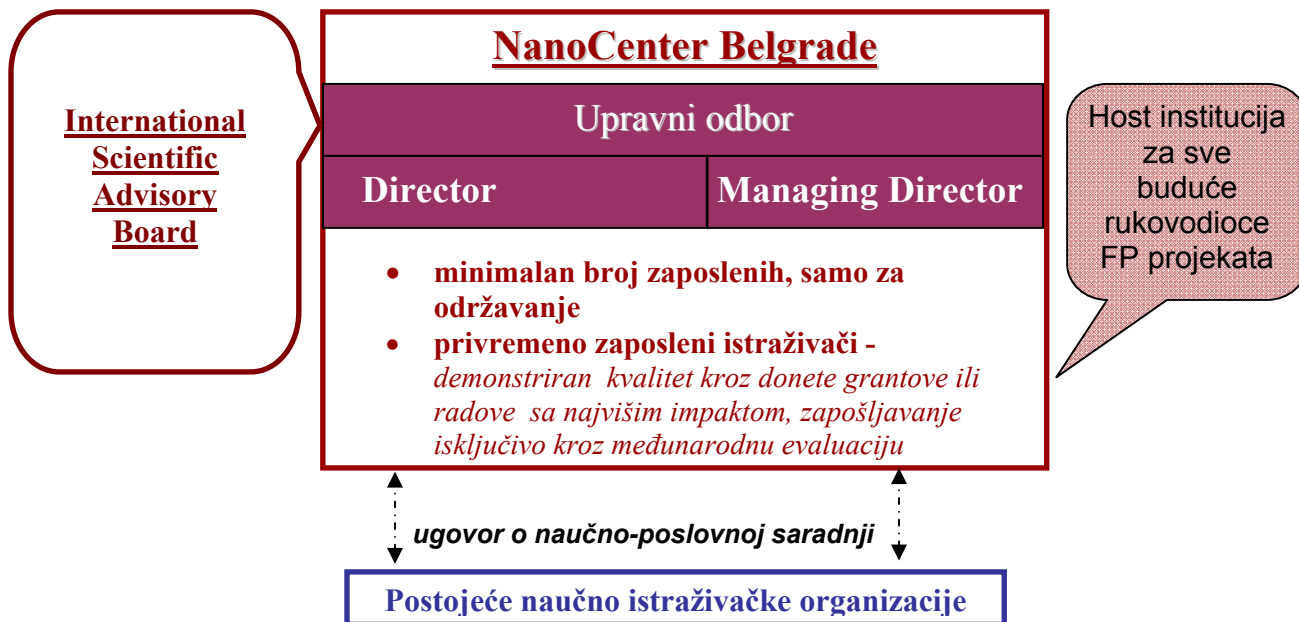 International
Scientific
Advisory
Board
NanoCenter Belgrade
Upravni odbor
Director
Managing Director
• minimalan broj zaposlenih, samo za
održavanje
• privremeno zaposleni istraživači -
demonstriran kvalitet kroz donete grantove ili
radove sa najvišim impaktom, zapošljavanje
isključivo kroz međunarodnu evaluaciju
Host institucija
za sve
buduće
rukovodioce
FP projekata
ugovor o naučno-poslovnoj saradnji
Postojeće naučno istraživačke organizacije